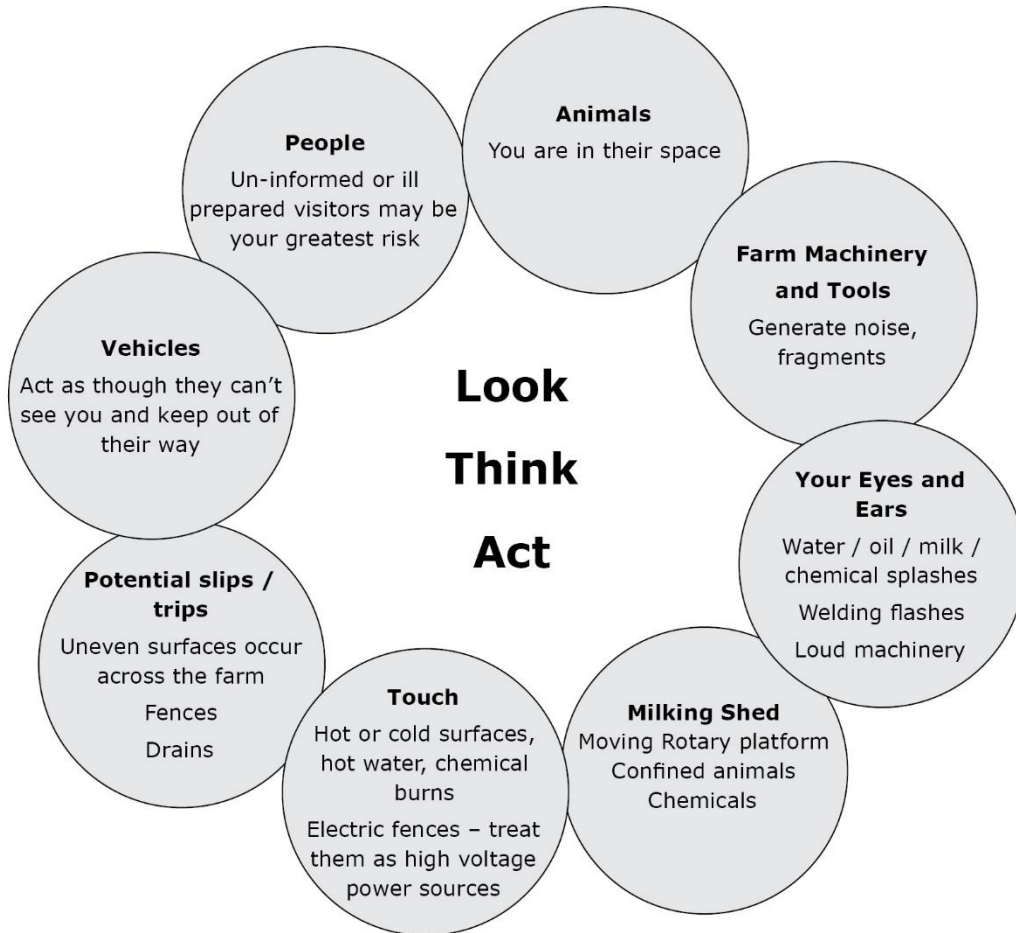 Animals
You are in their space
Farm Machinery
and Tools
Generate noise,
fragments
Your Eyes and
Ears
Water / oil / milk /
chemical splashes
Welding flashes
Loud machinery
Milking Shed
Moving Rotary platform
Confined animals
Chemicals
Touch
Hot or cold surfaces,
hot water, chemical
burns
Electric fences – treat
them as high voltage
power sources
Potential slips /
trips
Uneven surfaces occur
across the farm
Fences
Drains
Vehicles
Act as though they can’t
see you and keep out of
their way
People
Un-informed or ill
prepared visitors may be
your greatest risk
Look
Think
Act